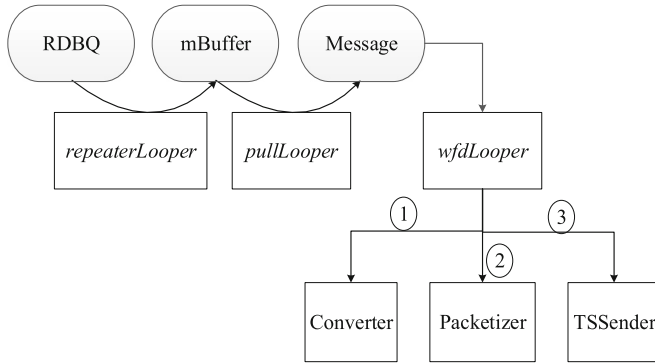 RDBQ
mBuffer
Message
repeaterLooper
pullLooper
wfdLooper
1
3
2
Converter
Packetizer
TSSender